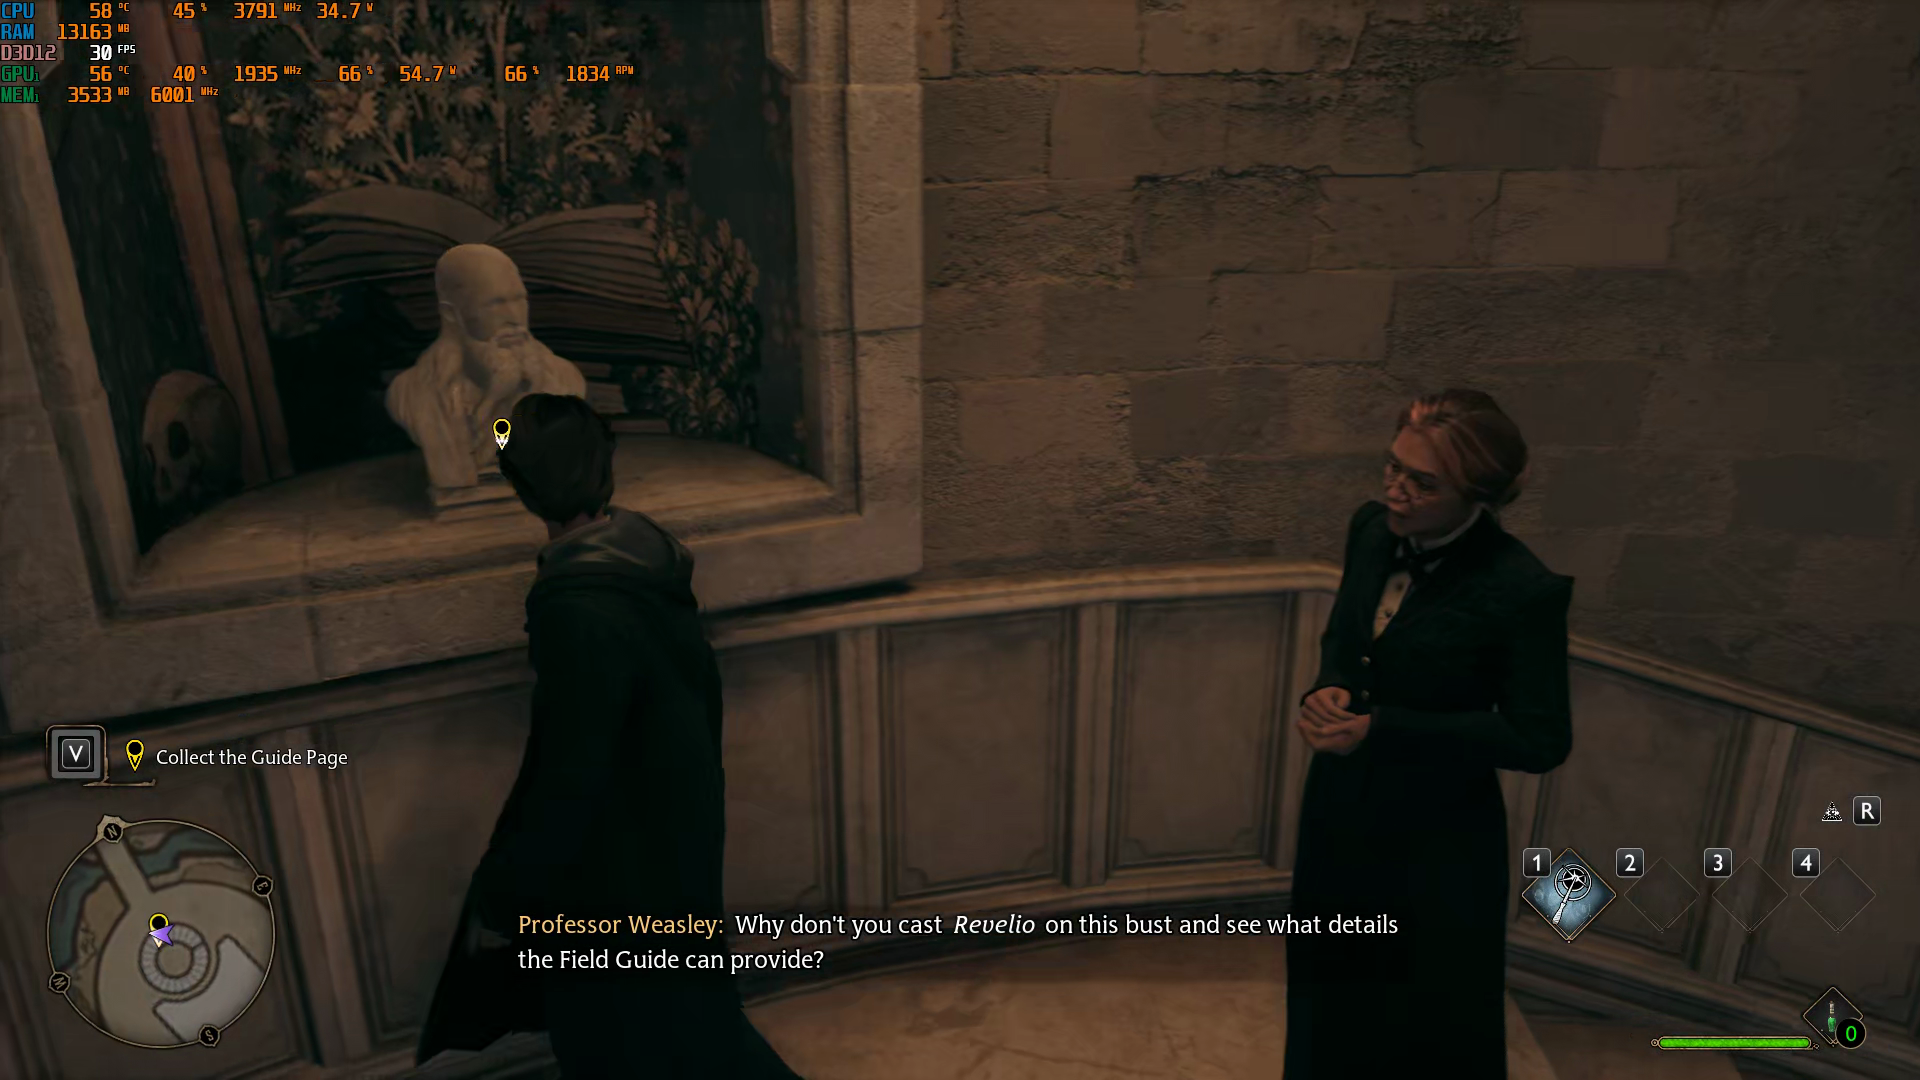 CPU 58 °C 45 % 3791 MHz 34.7 W
RAM 13163 MB
D3D12 30 FPS
GPU1 56 °C 40 % 1935 MHz 66 % 54.7 W 66 % 1834 RPM
MEM1 3533 MB 6001 MHz
V Collect the Guide Page
N
E
W
S
R
1 2 3 4
Professor Weasley: Why don't you cast Revelio on this bust and see what details
the Field Guide can provide?
0